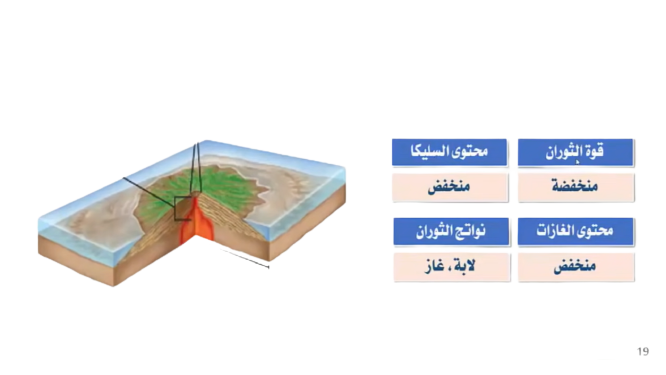 قوة الثوران
محتوى السليكا
منخفضة
منخفض
محتوى الغازات
نواتج الثوران
منخفض
لابة، غاز
19